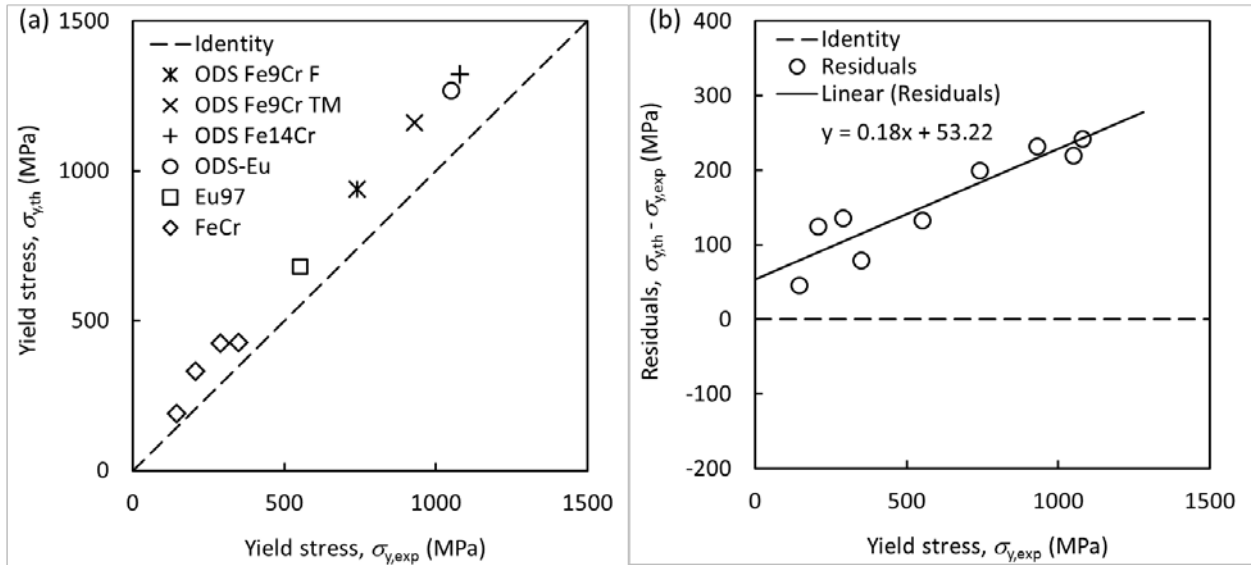 (a)
1500
1000
500
0
Yield stress, σy,th (MPa)
Identity
ODS Fe9Cr F
ODS Fe9Cr TM
ODS Fe14Cr
ODS-Eu
Eu97
FeCr
0 500 1000 1500
Yield stress, σy,exp (MPa)
(b)
400
300
200
100
0
-100
-200
Residuals, σy,th - σy,exp (MPa)
Identity
Residuals
Linear (Residuals)
y = 0.18x + 53.22
0 500 1000 1500
Yield stress, σy,exp (MPa)